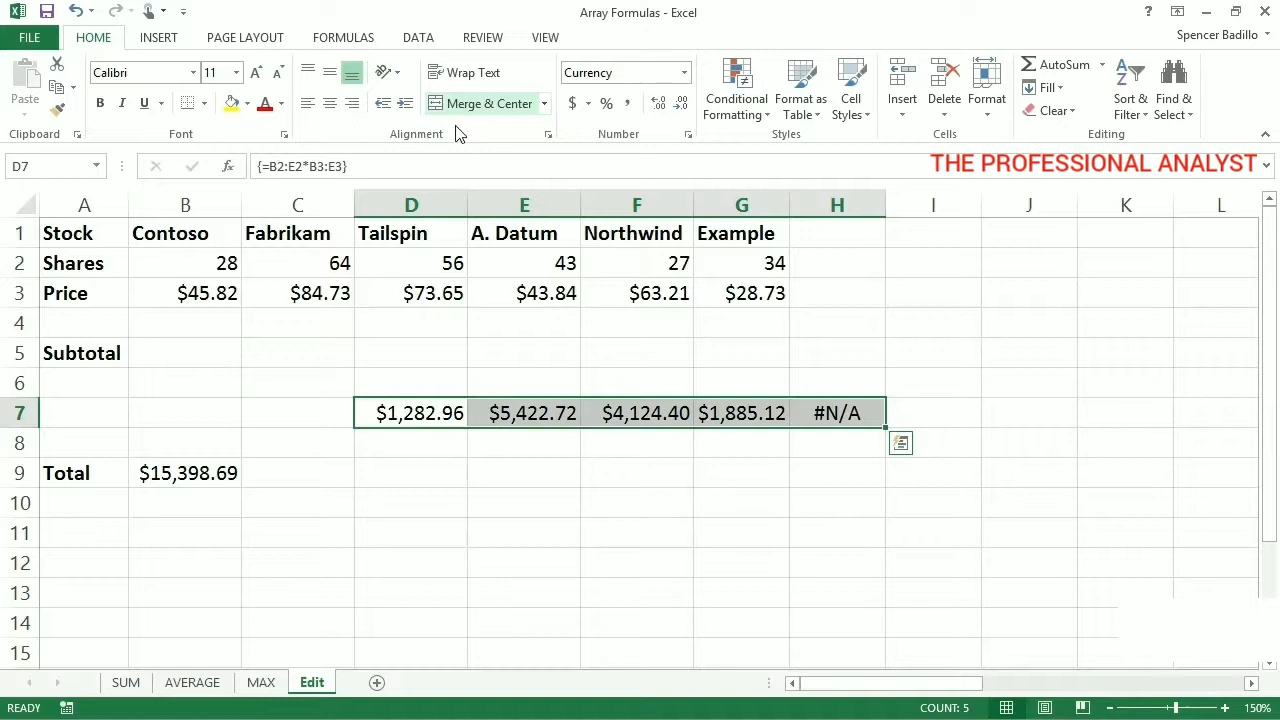 Array Formulas - Excel
FILE HOME INSERT PAGE LAYOUT FORMULAS DATA REVIEW VIEW Spencer Badillo
Paste Calibri 11 Wrap Text Currency Conditional Formatting Format as Table Cell Styles Insert Delete Format AutoSum Fill Clear Sort & Filter Find & Select
B I U A Merge & Center $ % ,
Clipboard Font Alignment Number Styles Cells Editing
D7 fx {=B2:E2*B3:E3} THE PROFESSIONAL ANALYST
A B C D E F G H I J K L
1 Stock Contoso Fabrikam Tailspin A. Datum Northwind Example
2 Shares 28 64 56 43 27 34
3 Price $45.82 $84.73 $73.65 $43.84 $63.21 $28.73
4
5 Subtotal
6
7 $1,282.96 $5,422.72 $4,124.40 $1,885.12 #N/A
8
9 Total $15,398.69
10
11
12
13
14
15
SUM AVERAGE MAX Edit
READY COUNT: 5 150%